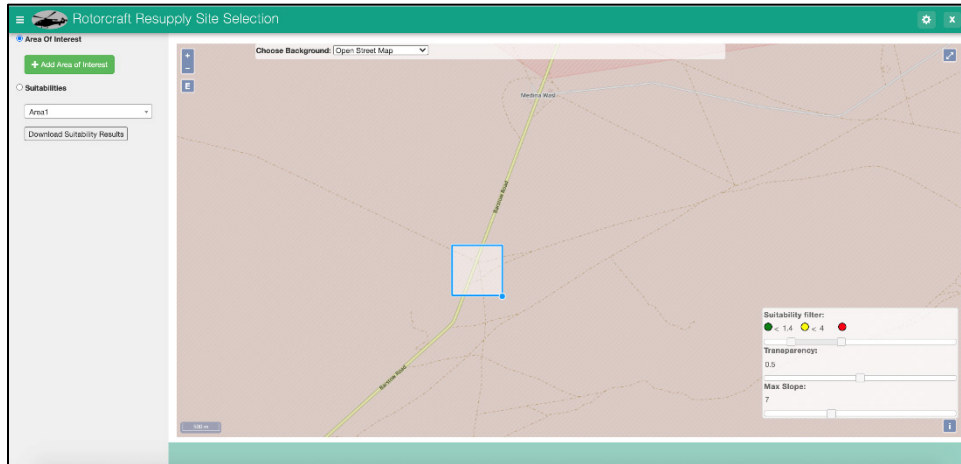 ≡ Rotorcraft Resupply Site Selection
X
Area Of Interest
+ Add Area of Interest
Suitabilities
Area1
Download Suitability Results
Choose Background: Open Street Map
+
−
E
Medina Wasl
Barstow Road
Barstow Road
100 m
Suitability filter:
< 1.4 < 4
Transparency:
0.5
Max Slope:
7
i